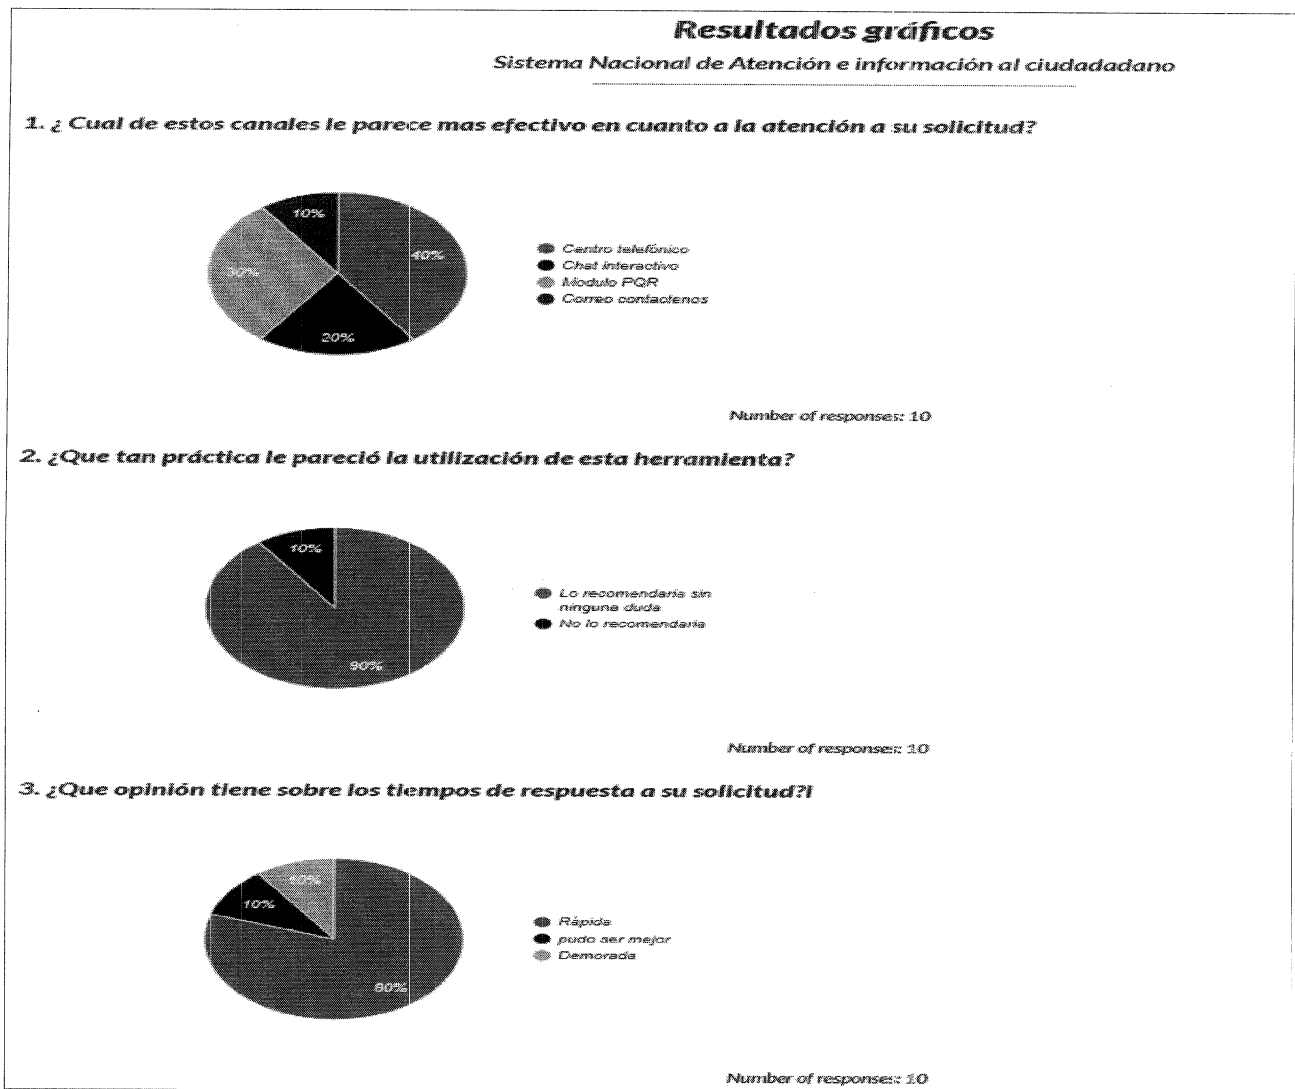 Resultados gráficos
Sistema Nacional de Atención e información al ciudadadano
1. ¿ Cual de estos canales le parece mas efectivo en cuanto a la atención a su solicitud?
10%
40%
30%
20%
Centro telefónico
Chat interactivo
Modulo PQR
Correo contactenos
Number of responses: 10
2. ¿Que tan práctica le pareció la utilización de esta herramienta?
10%
90%
Lo recomendaria sin
ninguna duda
No lo recomendaria
Number of responses: 10
3. ¿Que opinión tiene sobre los tiempos de respuesta a su solicitud?l
10%
10%
80%
Rápida
pudo ser mejor
Demorada
Number of responses: 10